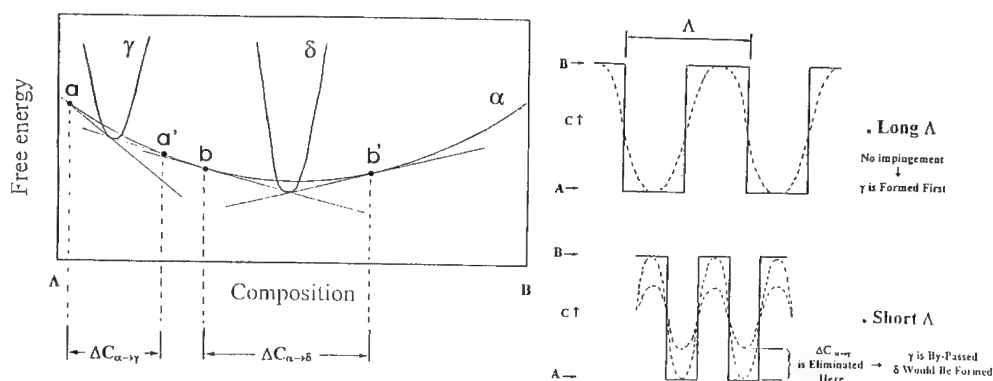 Free energy
γ
δ
α
a
a'
b
b'
A
Composition
B
ΔC α→γ
ΔC α→δ
Λ
B→
C↑
A→
. Long Λ
No impingement
↓
γ is Formed First
B→
C↑
A→
. Short Λ
ΔC α→γ
is Eliminated
Here
→
γ is By-Passed
δ Would Be Formed